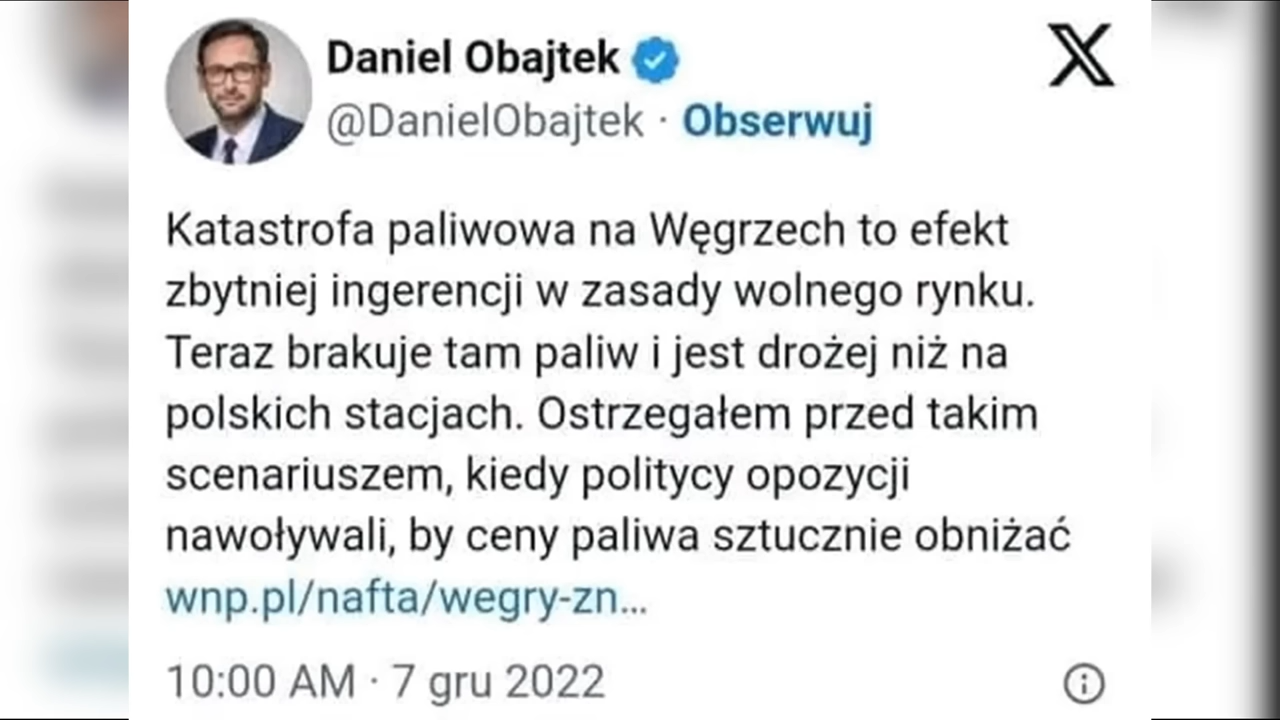 Daniel Obajtek
@DanielObajtek · Obserwuj
Katastrofa paliwowa na Węgrzech to efekt
zbytniej ingerencji w zasady wolnego rynku.
Teraz brakuje tam paliw i jest drożej niż na
polskich stacjach. Ostrzegałem przed takim
scenariuszem, kiedy politycy opozycji
nawoływali, by ceny paliwa sztucznie obniżać
wnp.pl/nafta/wegry-zn...
10:00 AM · 7 gru 2022